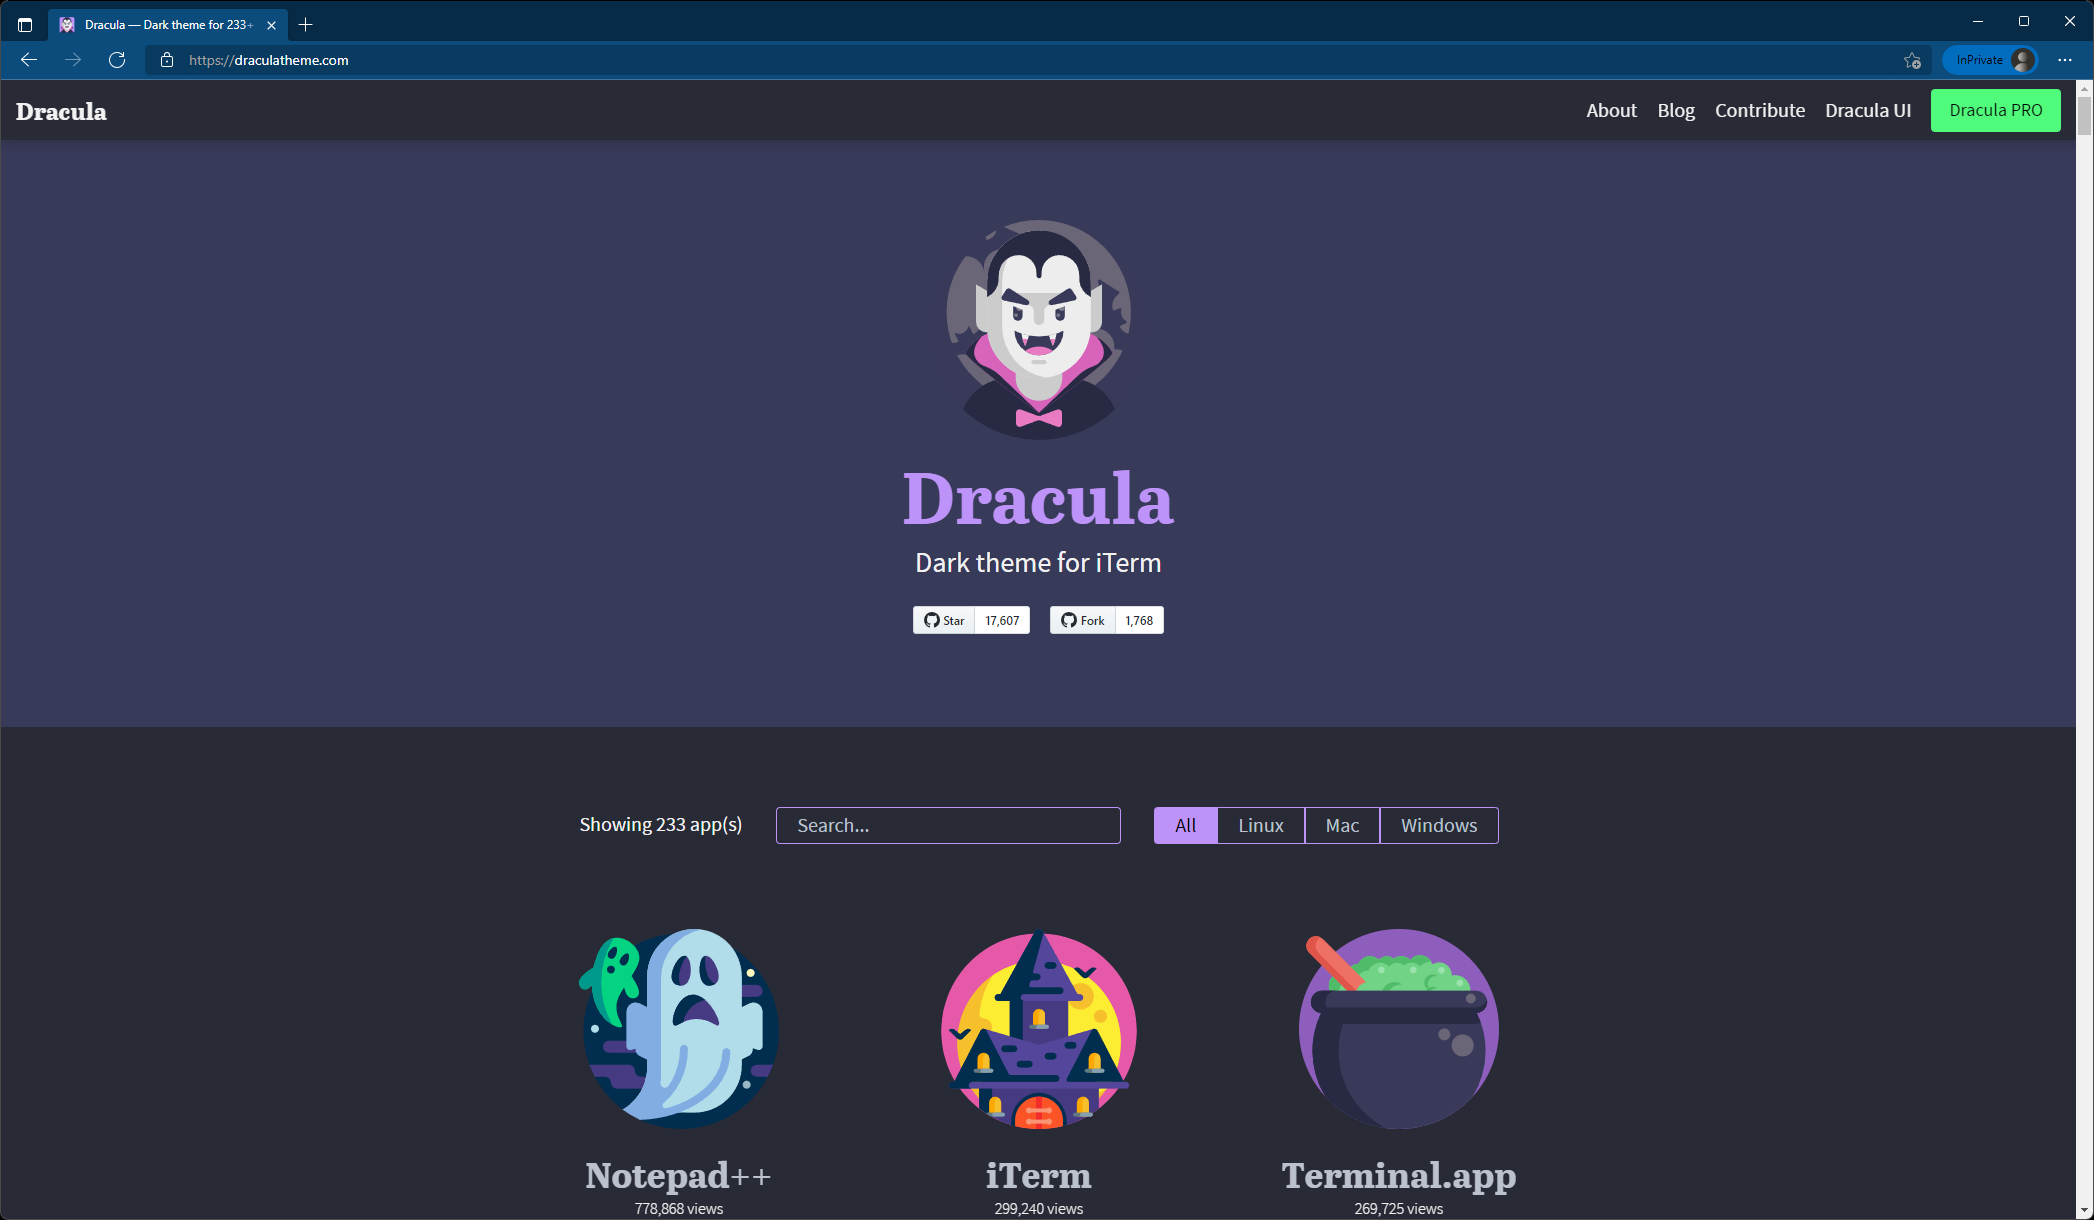 Dracula — Dark theme for 233+
https://draculatheme.com
InPrivate
Dracula
About Blog Contribute Dracula UI Dracula PRO
Dracula
Dark theme for iTerm
Star 17,607 Fork 1,768
Showing 233 app(s) Search... All Linux Mac Windows
Notepad++ iTerm Terminal.app
778,868 views 299,240 views 269,725 views